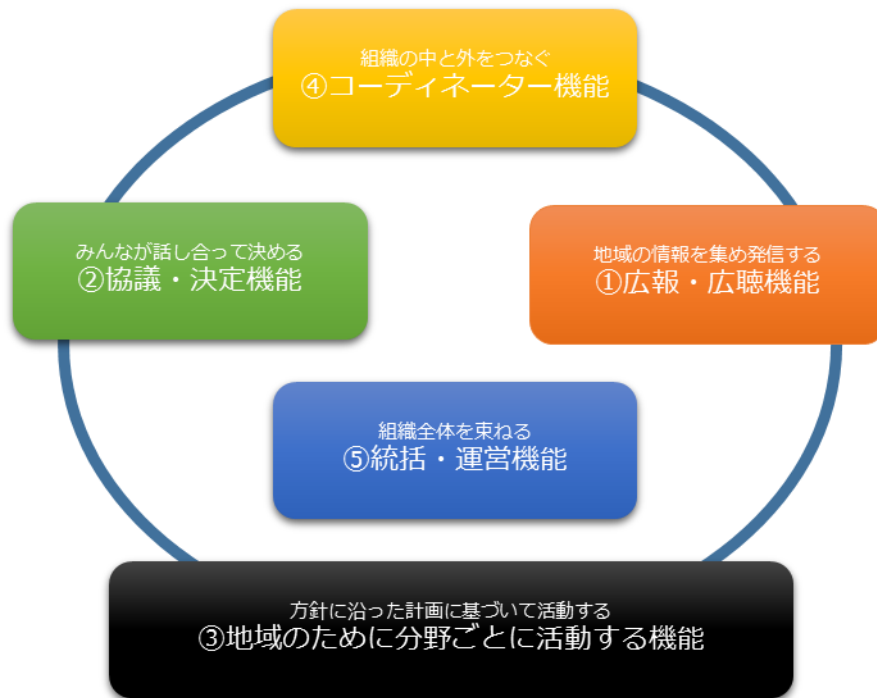 組織の中と外をつなぐ
④コーディネーター機能
みんなが話し合って決める
②協議・決定機能
地域の情報を集め発信する
①広報・広聴機能
組織全体を束ねる
⑤統括・運営機能
方針に沿った計画に基づいて活動する
③地域のために分野ごとに活動する機能